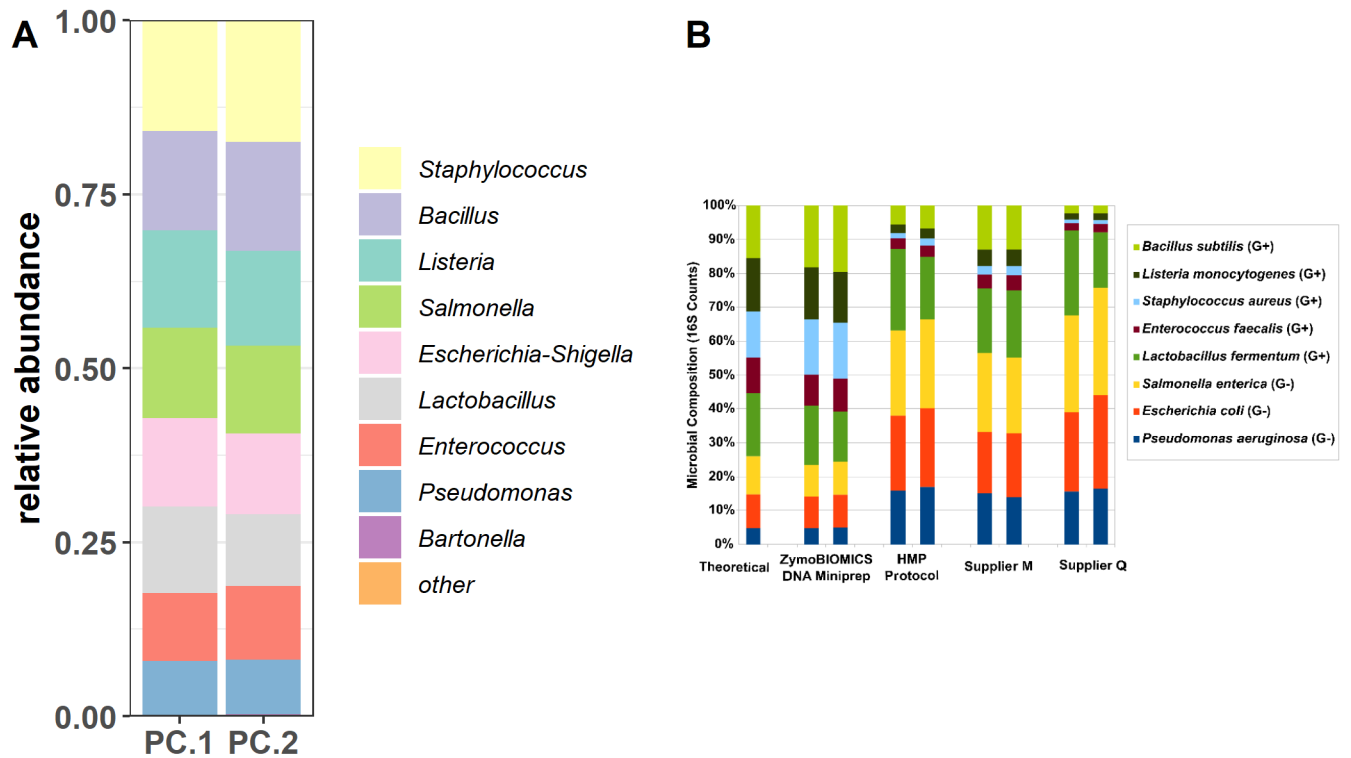 A
relative abundance
1.00
0.75
0.50
0.25
0.00
PC.1 PC.2
Staphylococcus
Bacillus
Listeria
Salmonella
Escherichia-Shigella
Lactobacillus
Enterococcus
Pseudomonas
Bartonella
other
B
Microbial Composition (16S Counts)
100%
90%
80%
70%
60%
50%
40%
30%
20%
10%
0%
Theoretical
ZymoBIOMICS
DNA Miniprep
HMP
Protocol
Supplier M
Supplier Q
Bacillus subtilis (G+)
Listeria monocytogenes (G+)
Staphylococcus aureus (G+)
Enterococcus faecalis (G+)
Lactobacillus fermentum (G+)
Salmonella enterica (G-)
Escherichia coli (G-)
Pseudomonas aeruginosa (G-)